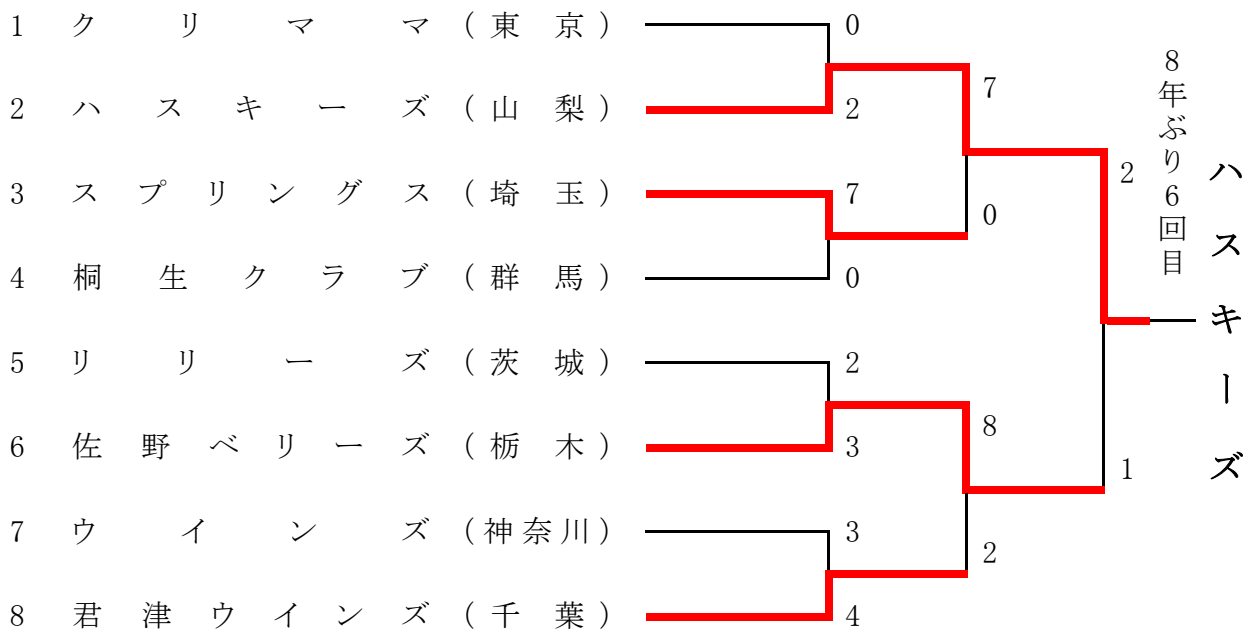 1 クリママ(東京) 0
2 ハスキーズ(山梨) 2
7
3 スプリングス(埼玉) 7
0
4 桐生クラブ(群馬) 0
2
5 リリーズ(茨城) 2
6 佐野ベリーズ(栃木) 3
8
7 ウインズ(神奈川) 3
2
8 君津ウインズ(千葉) 4
1
8年ぶり6回目
ハスキーズ